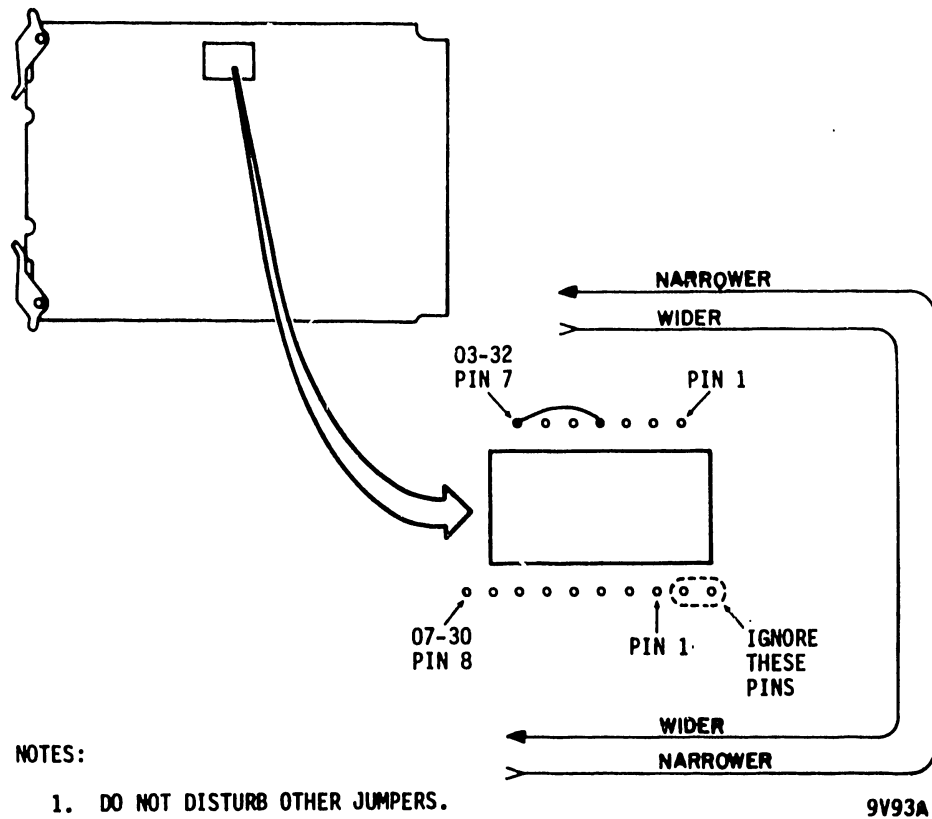 NARROWER
WIDER
03-32
PIN 7
PIN 1
07-30
PIN 8
PIN 1
IGNORE
THESE
PINS
WIDER
NARROWER
NOTES:
1. DO NOT DISTURB OTHER JUMPERS.
9V93A